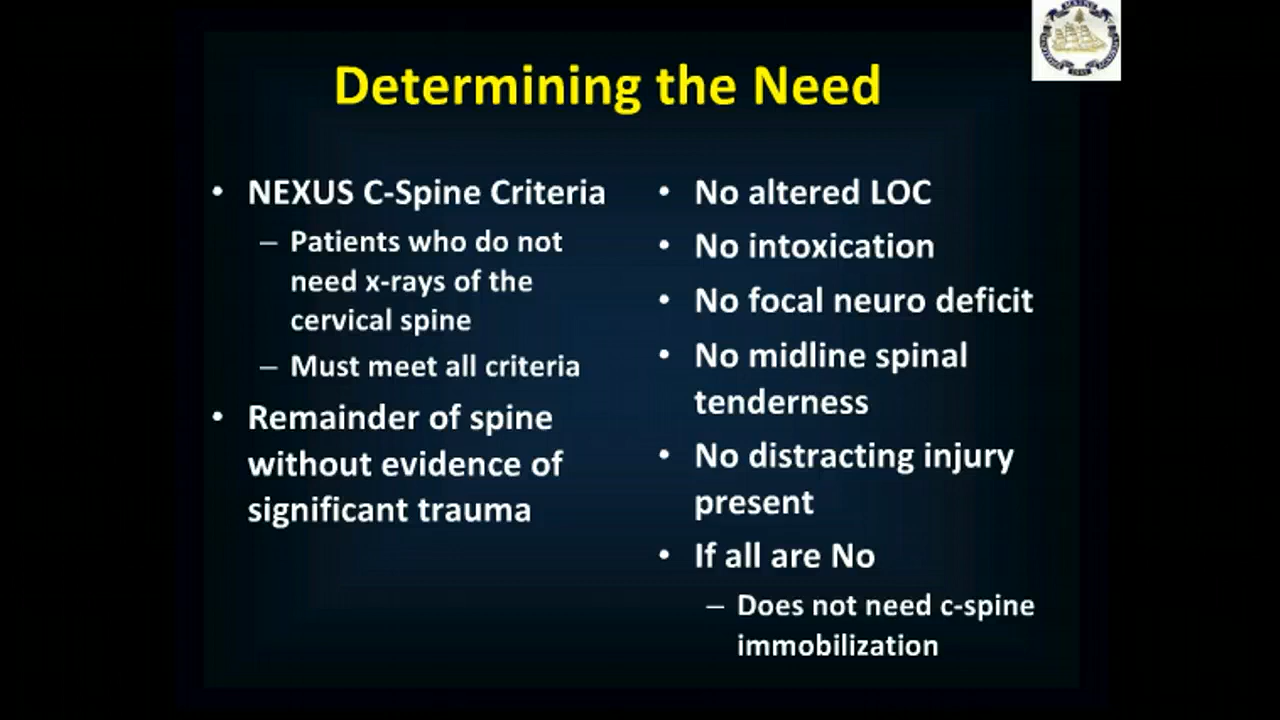 Determining the Need
• NEXUS C-Spine Criteria
– Patients who do not
need x-rays of the
cervical spine
– Must meet all criteria
• Remainder of spine
without evidence of
significant trauma
• No altered LOC
• No intoxication
• No focal neuro deficit
• No midline spinal
tenderness
• No distracting injury
present
• If all are No
– Does not need c-spine
immobilization